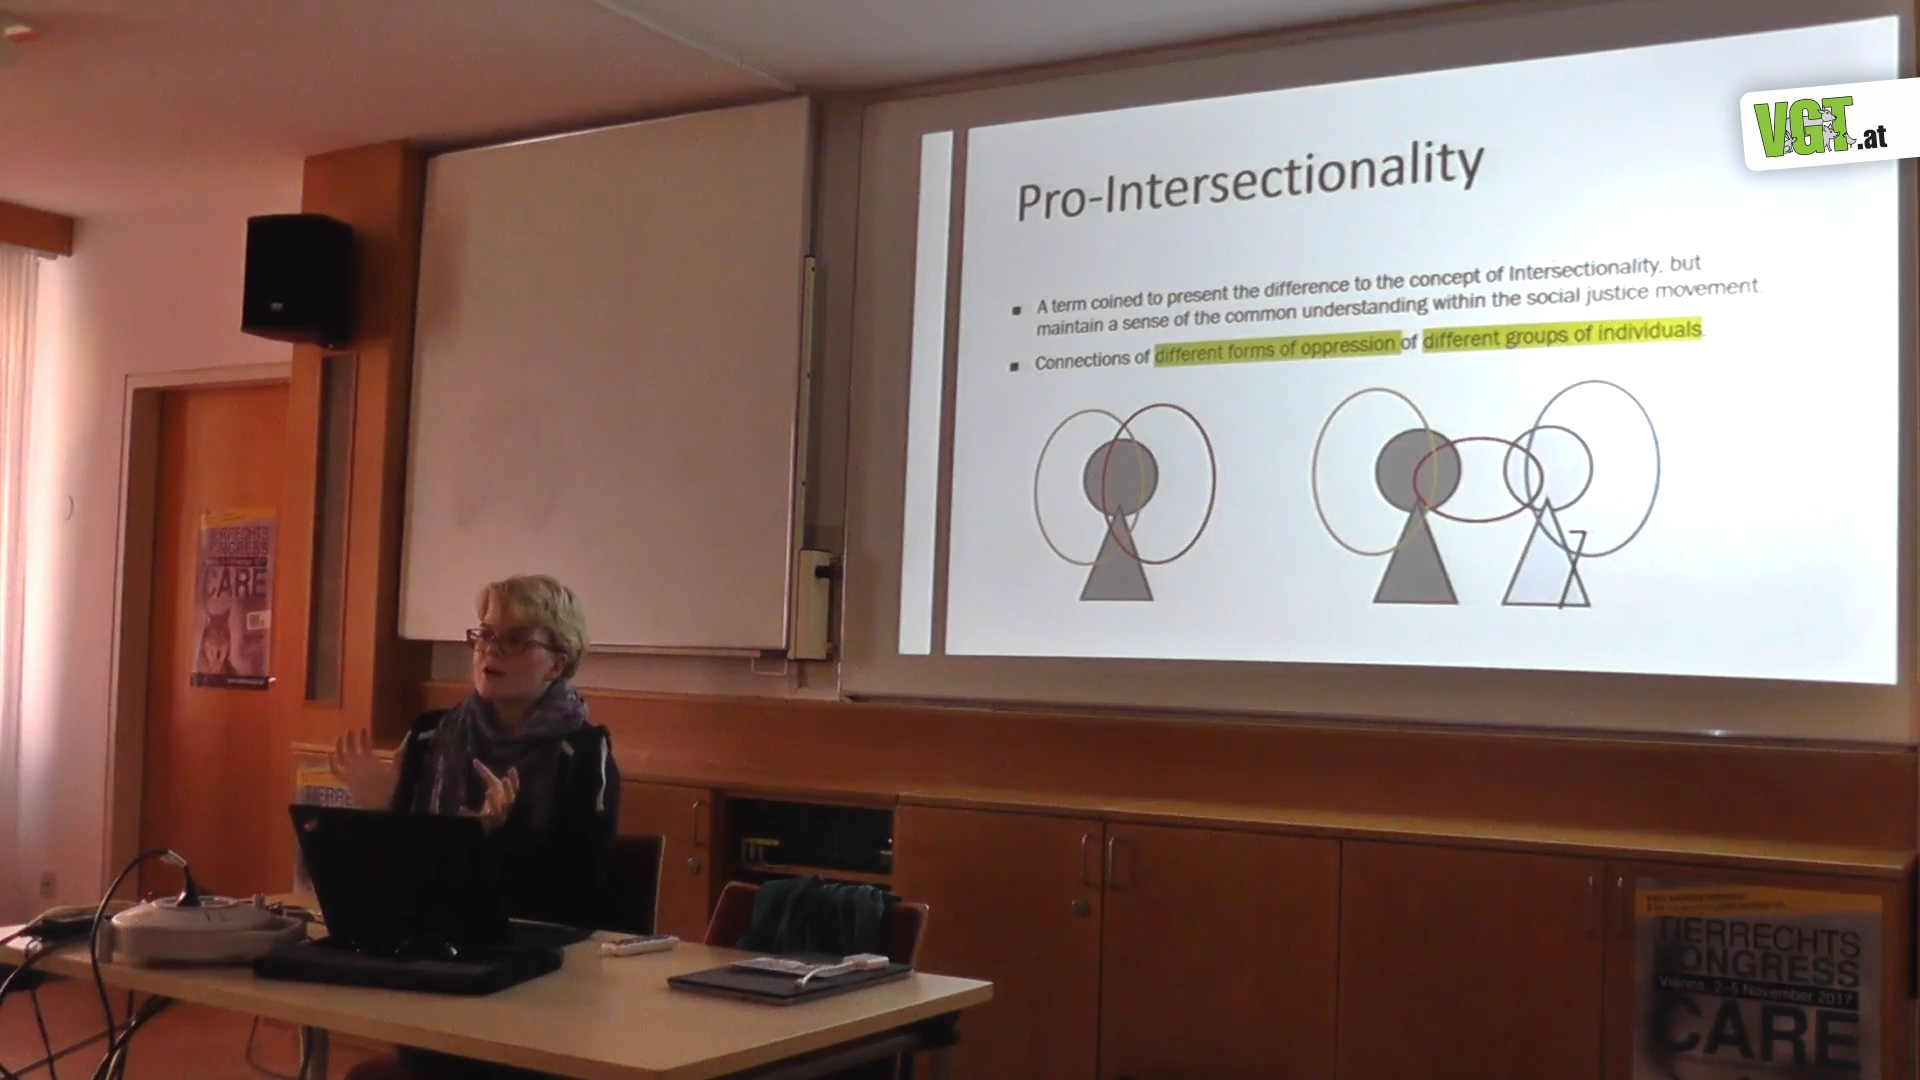 VGT.at
Pro-Intersectionality
A term coined to present the difference to the concept of Intersectionality, but
maintain a sense of the common understanding within the social justice movement.
Connections of different forms of oppression of different groups of individuals
TIERRECHTS
KONGRESS
CARE
TIERRE
TIERRECHTS
KONGRESS
Vienna, 2-5 November 2017
CARE